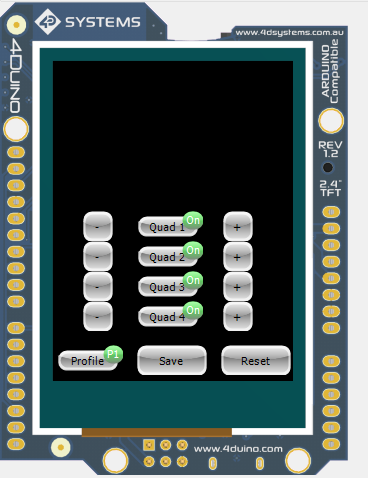 4D SYSTEMS
www.4dsystems.com.au
4DUINO
ARDUINO
Compatible
REV
1.2
2.4"
TFT
- Quad 1 On +
- Quad 2 On +
- Quad 3 On +
- Quad 4 On +
Profile P1 Save Reset
www.4duino.com